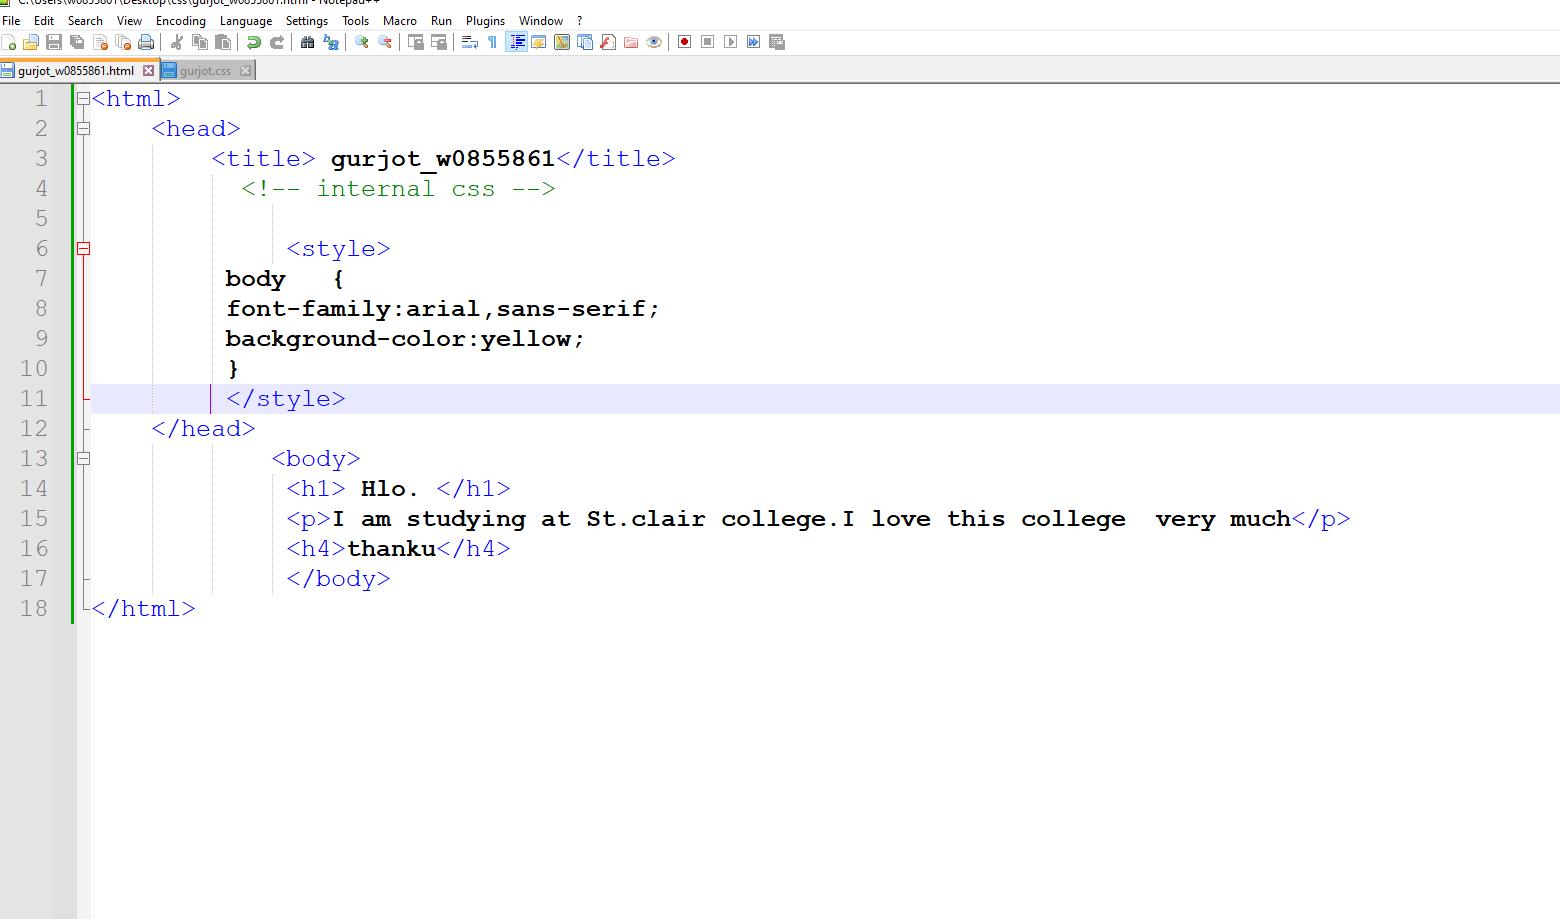 C:\Users\w0855861\Desktop\css\gurjot_w0855861.html - Notepad++
File Edit Search View Encoding Language Settings Tools Macro Run Plugins Window ?
gurjot_w0855861.html gurjot.css
1 <html>
2 <head>
3 <title> gurjot_w0855861</title>
4 <!-- internal css -->
5
6 <style>
7 body {
8 font-family:arial,sans-serif;
9 background-color:yellow;
10 }
11 </style>
12 </head>
13 <body>
14 <h1> Hlo. </h1>
15 <p>I am studying at St.clair college.I love this college  very much</p>
16 <h4>thanku</h4>
17 </body>
18 </html>